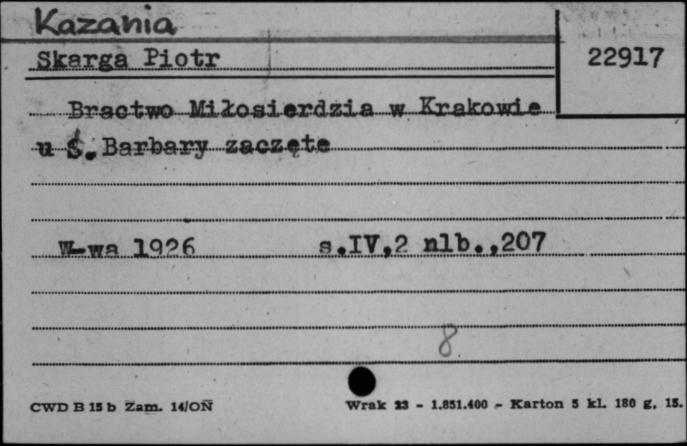 Kazania
Skarga Piotr
22917
Bractwo Miłosierdzia w Krakowie
u Ś. Barbary zaczęte
W-wa 1926 s.IV,2 nlb.,207
8
CWD B 15 b Zam. 14/ON Wrak 23 - 1.851.400 - Karton 5 kl. 180 g. 15.